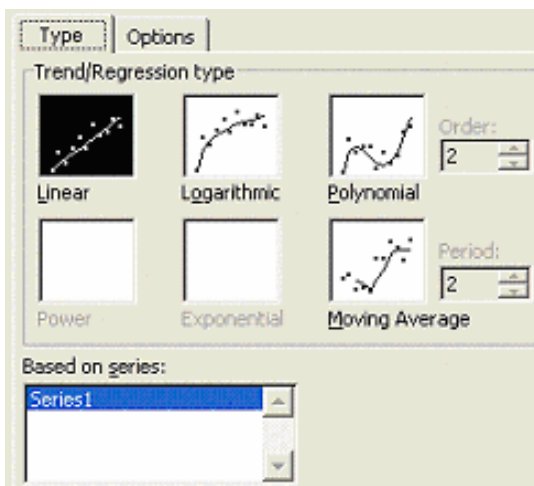 Type Options
Trend/Regression type
Order:
2
Linear Logarithmic Polynomial
Period:
2
Power Exponential Moving Average
Based on series:
Series1